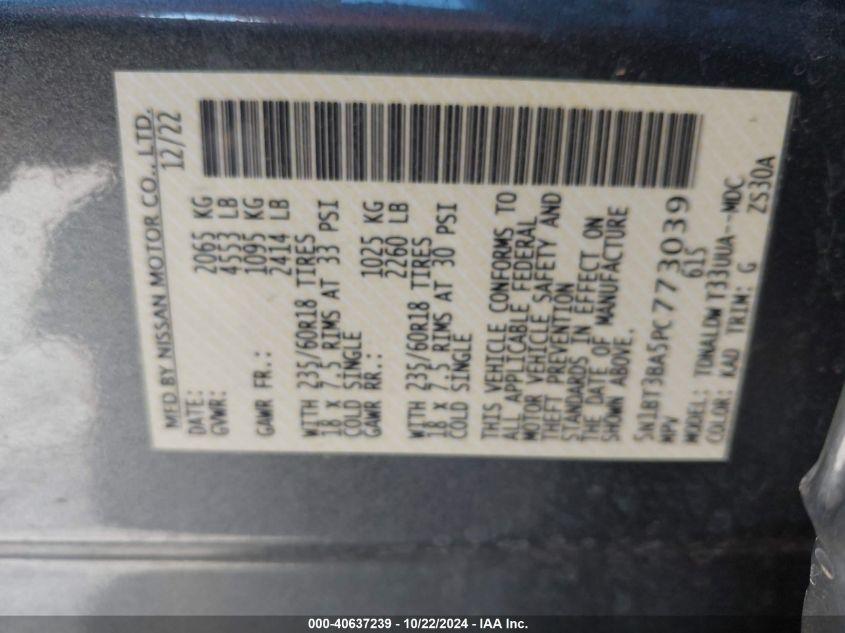 MFD BY NISSAN MOTOR CO., LTD.
DATE: 12/22
GVWR: 2065 KG
4553 LB
GAWR FR.: 1095 KG
2414 LB
WITH 235/60R18 TIRES
18 X 7.5 RIMS AT 33 PSI
COLD SINGLE
GAWR RR.: 1025 KG
2260 LB
WITH 235/60R18 TIRES
18 X 7.5 RIMS AT 30 PSI
COLD SINGLE
THIS VEHICLE CONFORMS TO
ALL APPLICABLE FEDERAL
MOTOR VEHICLE SAFETY AND
THEFT PREVENTION
STANDARDS IN EFFECT ON
THE DATE OF MANUFACTURE
SHOWN ABOVE.
5N1BT3BA5PC773039
MPV 615
MODEL: TDNALDW T33UUA--MDC
COLOR: KAD TRIM: G ZS30A
000-40637239 - 10/22/2024 - IAA Inc.